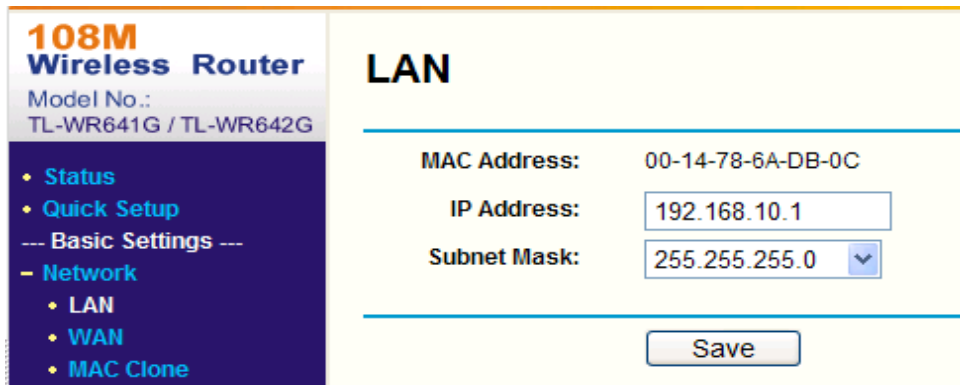 108M
Wireless Router
Model No.:
TL-WR641G / TL-WR642G
• Status
• Quick Setup
--- Basic Settings ---
– Network
• LAN
• WAN
• MAC Clone
LAN
MAC Address: 00-14-78-6A-DB-0C
IP Address: 192.168.10.1
Subnet Mask: 255.255.255.0
Save